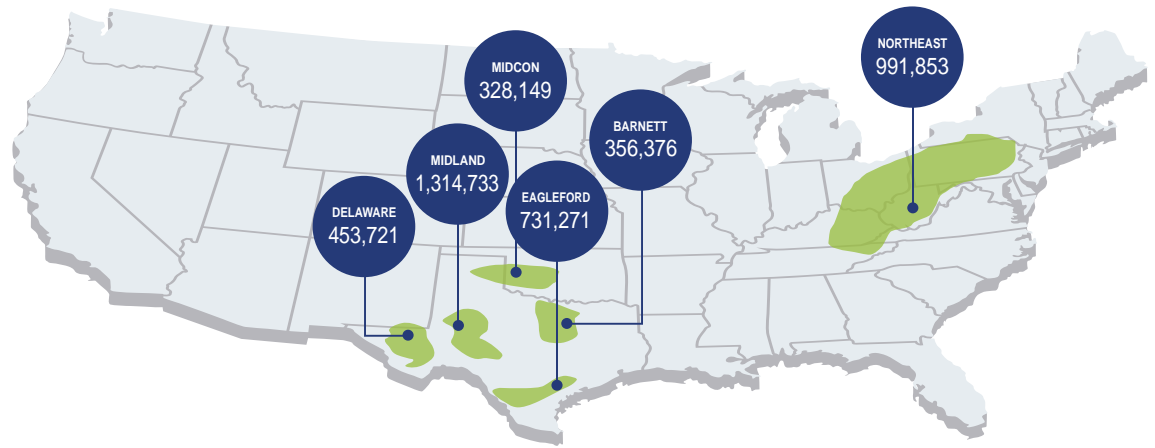 NORTHEAST
991,853
MIDCON
328,149
BARNETT
356,376
MIDLAND
1,314,733
EAGLEFORD
731,271
DELAWARE
453,721